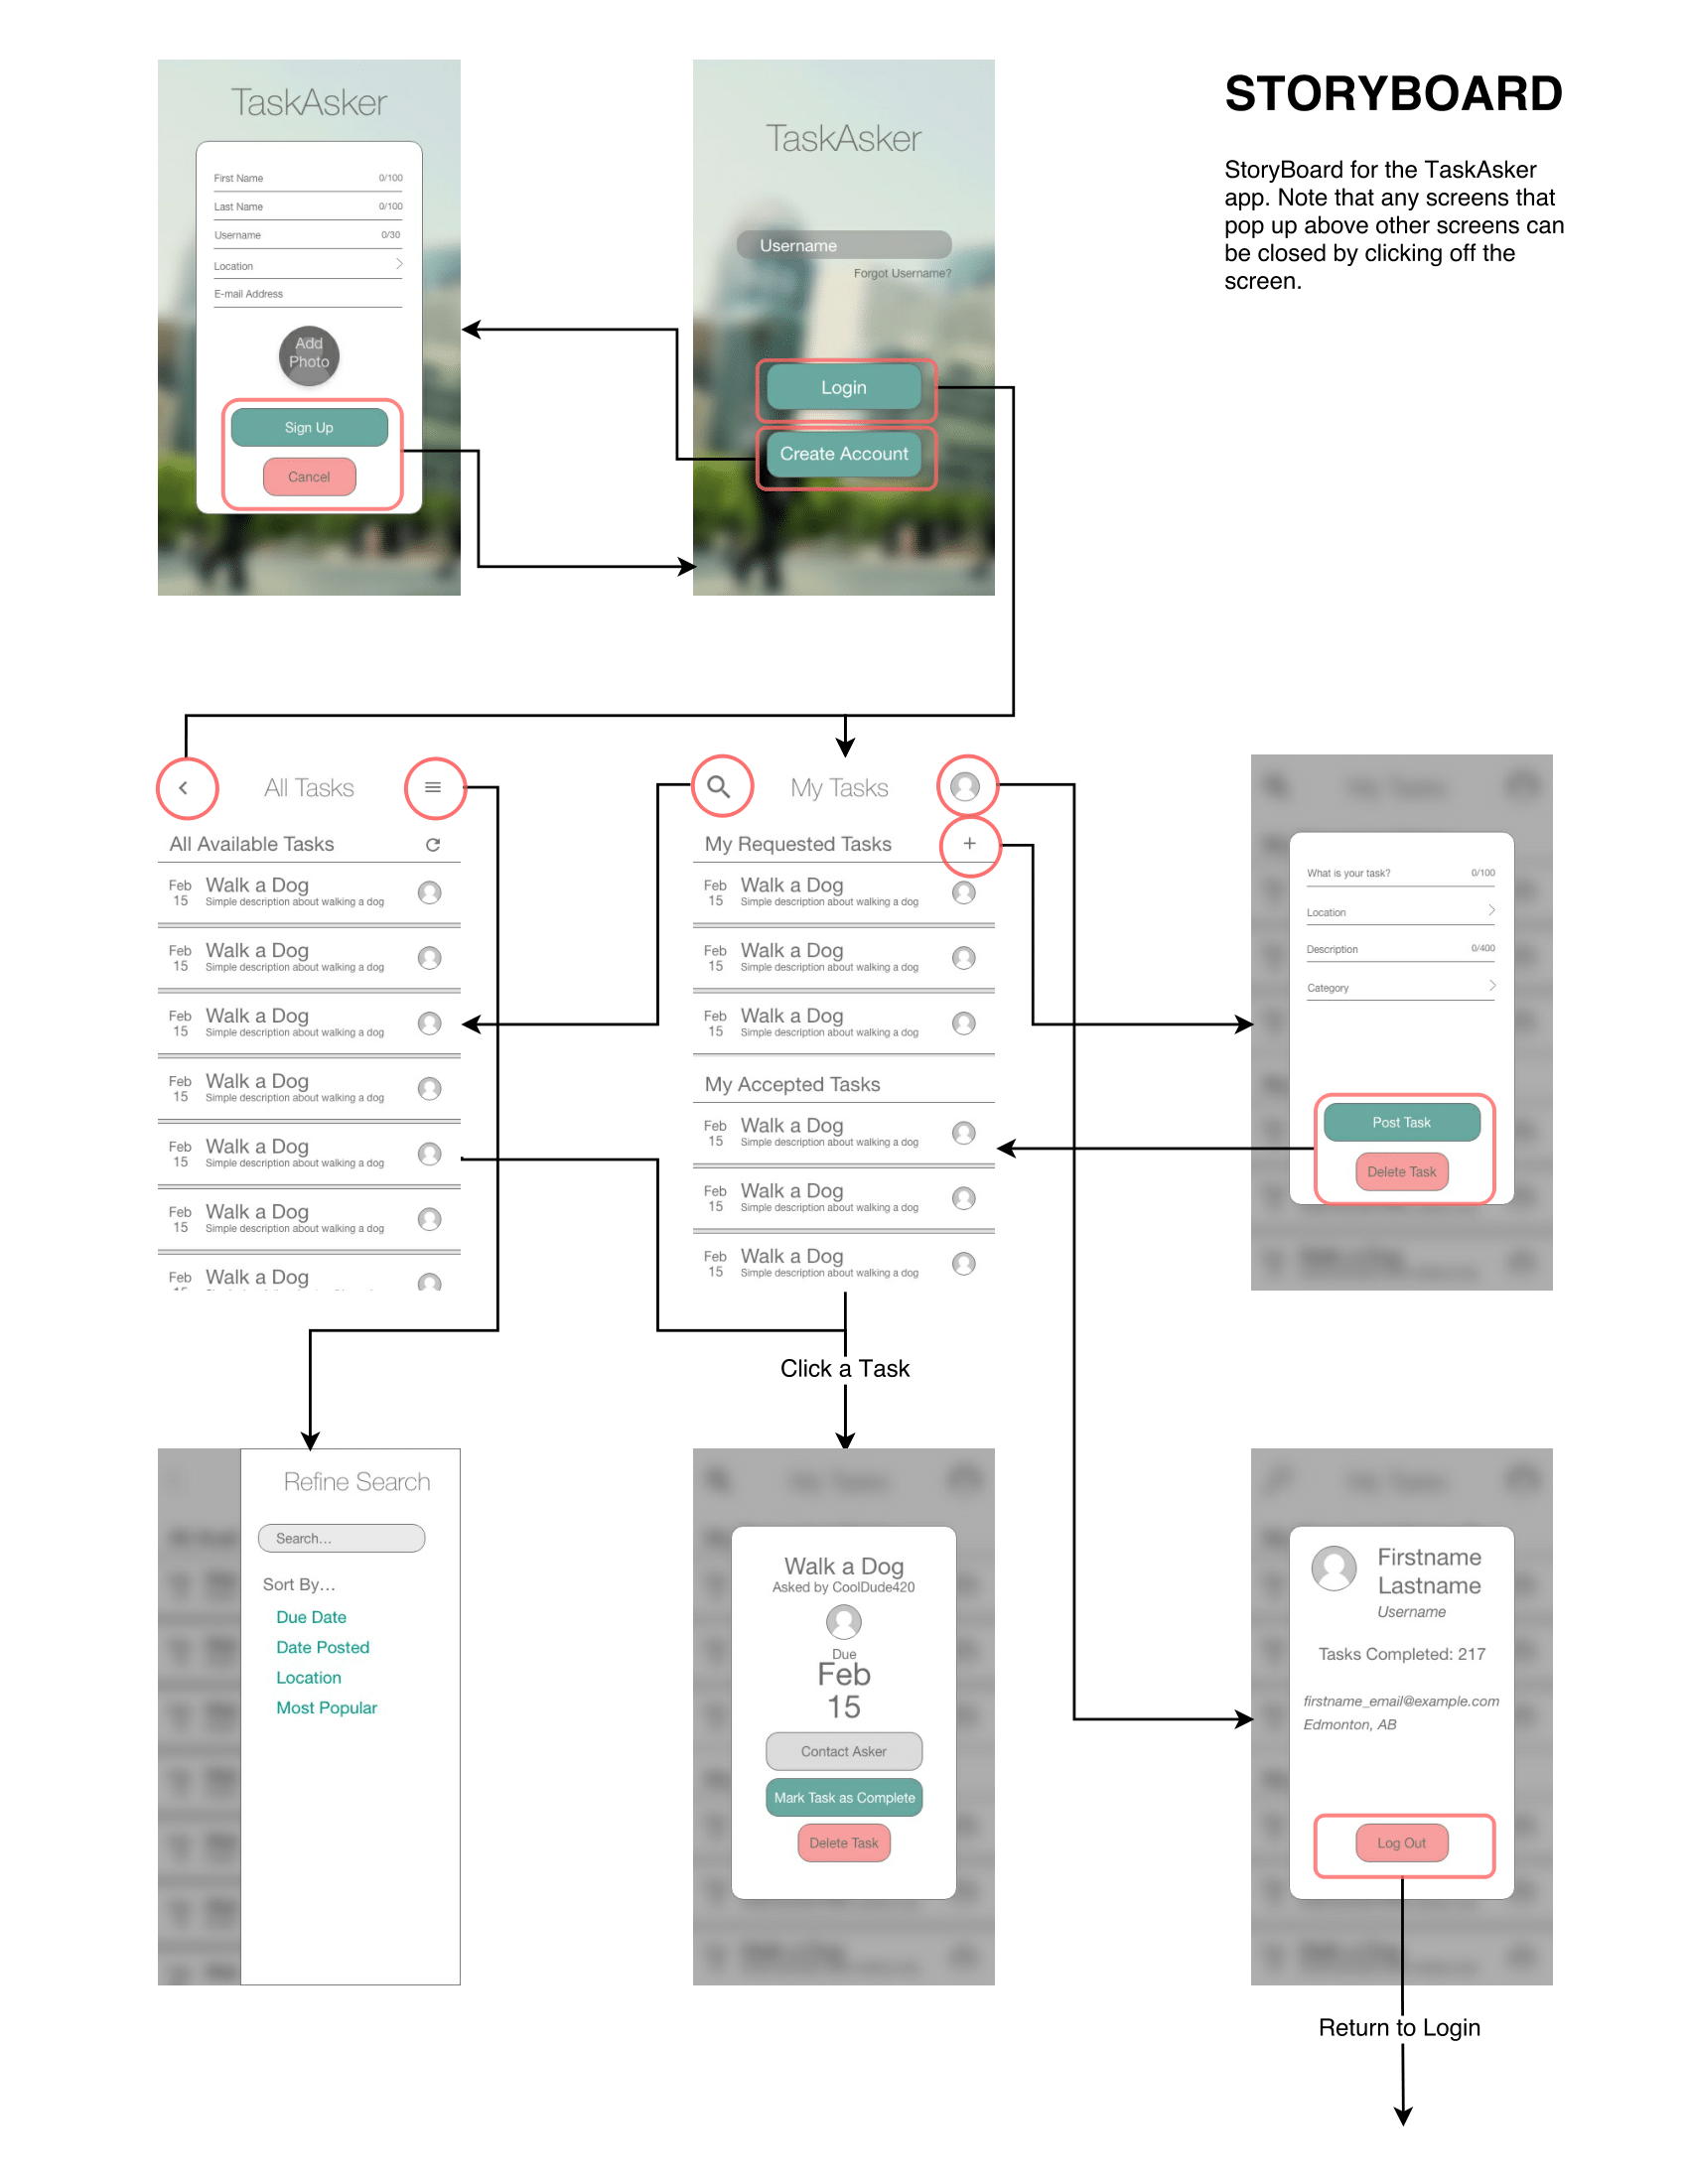 STORYBOARD
StoryBoard for the TaskAsker
app. Note that any screens that
pop up above other screens can
be closed by clicking off the
screen.
TaskAsker
First Name 0/100
Last Name 0/100
Username 0/30
Location
E-mail Address
Add
Photo
Sign Up
Cancel
TaskAsker
Username
Forgot Username?
Login
Create Account
All Tasks
All Available Tasks
Feb
15
Walk a Dog
Simple description about walking a dog
Feb
15
Walk a Dog
Simple description about walking a dog
Feb
15
Walk a Dog
Simple description about walking a dog
Feb
15
Walk a Dog
Simple description about walking a dog
Feb
15
Walk a Dog
Simple description about walking a dog
Feb
15
Walk a Dog
Simple description about walking a dog
Feb
Walk a Dog
My Tasks
My Requested Tasks
Feb
15
Walk a Dog
Simple description about walking a dog
Feb
15
Walk a Dog
Simple description about walking a dog
Feb
15
Walk a Dog
Simple description about walking a dog
My Accepted Tasks
Feb
15
Walk a Dog
Simple description about walking a dog
Feb
15
Walk a Dog
Simple description about walking a dog
Feb
15
Walk a Dog
Simple description about walking a dog
What is your task? 0/100
Location
Description 0/400
Category
Post Task
Delete Task
Click a Task
Refine Search
Search...
Sort By...
Due Date
Date Posted
Location
Most Popular
Walk a Dog
Asked by CoolDude420
Due
Feb
15
Contact Asker
Mark Task as Complete
Delete Task
Firstname
Lastname
Username
Tasks Completed: 217
firstname_email@example.com
Edmonton, AB
Log Out
Return to Login